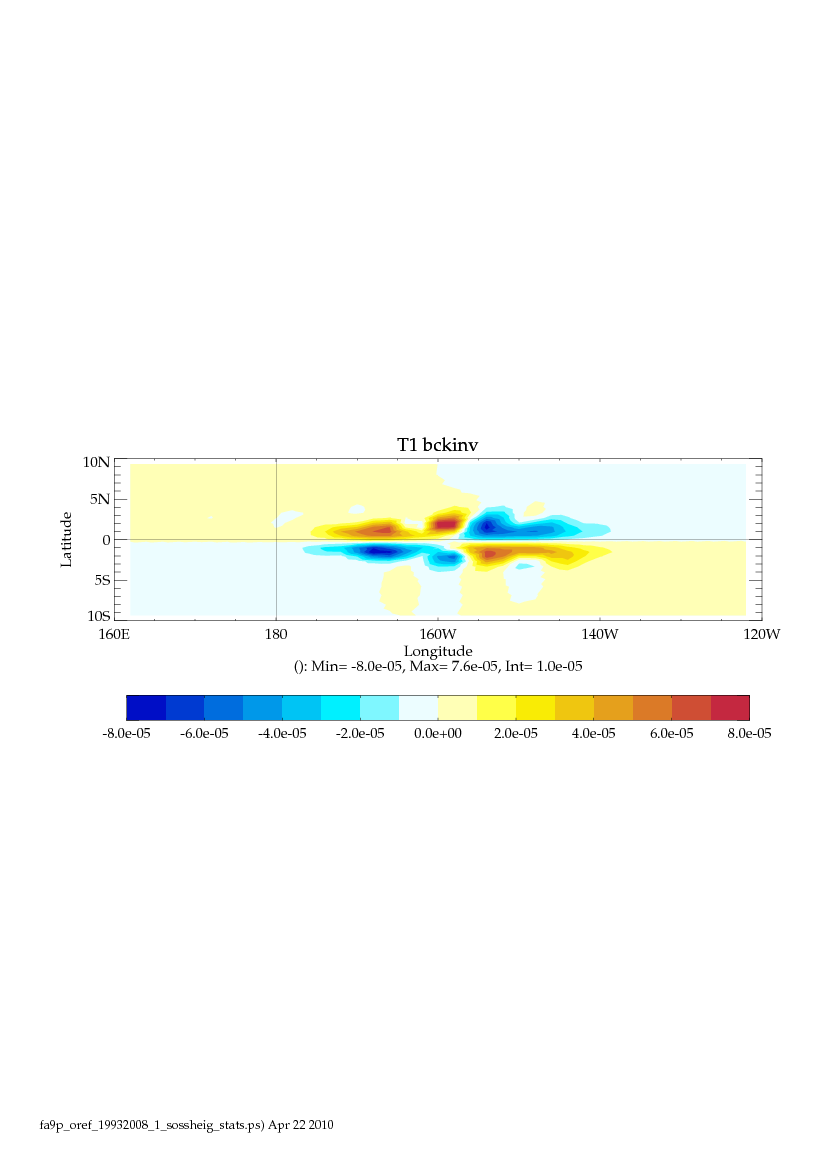 T1 bckinv
10N
5N
0
5S
10S
Latitude
160E 180 160W 140W 120W
Longitude
(): Min= -8.0e-05, Max= 7.6e-05, Int= 1.0e-05
-8.0e-05 -6.0e-05 -4.0e-05 -2.0e-05 0.0e+00 2.0e-05 4.0e-05 6.0e-05 8.0e-05
fa9p_oref_19932008_1_sossheig_stats.ps) Apr 22 2010